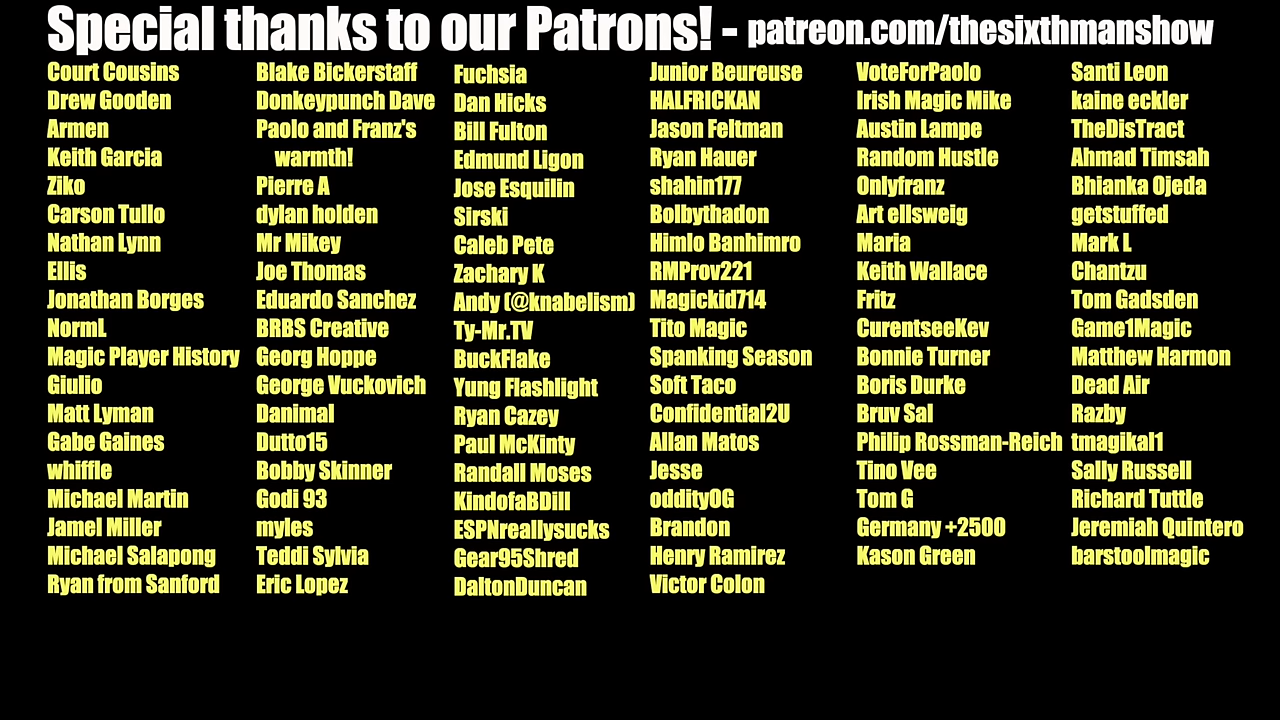 Special thanks to our Patrons! - patreon.com/thesixthmanshow
Court Cousins
Drew Gooden
Armen
Keith Garcia
Ziko
Carson Tullo
Nathan Lynn
Ellis
Jonathan Borges
NormL
Magic Player History
Giulio
Matt Lyman
Gabe Gaines
whiffle
Michael Martin
Jamel Miller
Michael Salapong
Ryan from Sanford
Blake Bickerstaff
Donkeypunch Dave
Paolo and Franz's
warmth!
Pierre A
dylan holden
Mr Mikey
Joe Thomas
Eduardo Sanchez
BRBS Creative
Georg Hoppe
George Vuckovich
Danimal
Dutto15
Bobby Skinner
Godi 93
myles
Teddi Sylvia
Eric Lopez
Fuchsia
Dan Hicks
Bill Fulton
Edmund Ligon
Jose Esquilin
Sirski
Caleb Pete
Zachary K
Andy (@knabelism)
Ty-Mr.TV
BuckFlake
Yung Flashlight
Ryan Cazey
Paul McKinty
Randall Moses
KindofaBDill
ESPNreallysucks
Gear95Shred
DaltonDuncan
Junior Beureuse
HALFRICKAN
Jason Feltman
Ryan Hauer
shahin177
Bolbythadon
Himlo Banhimro
RMProv221
Magickid714
Tito Magic
Spanking Season
Soft Taco
Confidential2U
Allan Matos
Jesse
oddityOG
Brandon
Henry Ramirez
Victor Colon
VoteForPaolo
Irish Magic Mike
Austin Lampe
Random Hustle
Onlyfranz
Art ellsweig
Maria
Keith Wallace
Fritz
CurentseeKev
Bonnie Turner
Boris Durke
Bruv Sal
Philip Rossman-Reich
Tino Vee
Tom G
Germany +2500
Kason Green
Santi Leon
kaine eckler
TheDisTract
Ahmad Timsah
Bhianka Ojeda
getstuffed
Mark L
Chantzu
Tom Gadsden
Game1Magic
Matthew Harmon
Dead Air
Razby
tmagikal1
Sally Russell
Richard Tuttle
Jeremiah Quintero
barstoolmagic